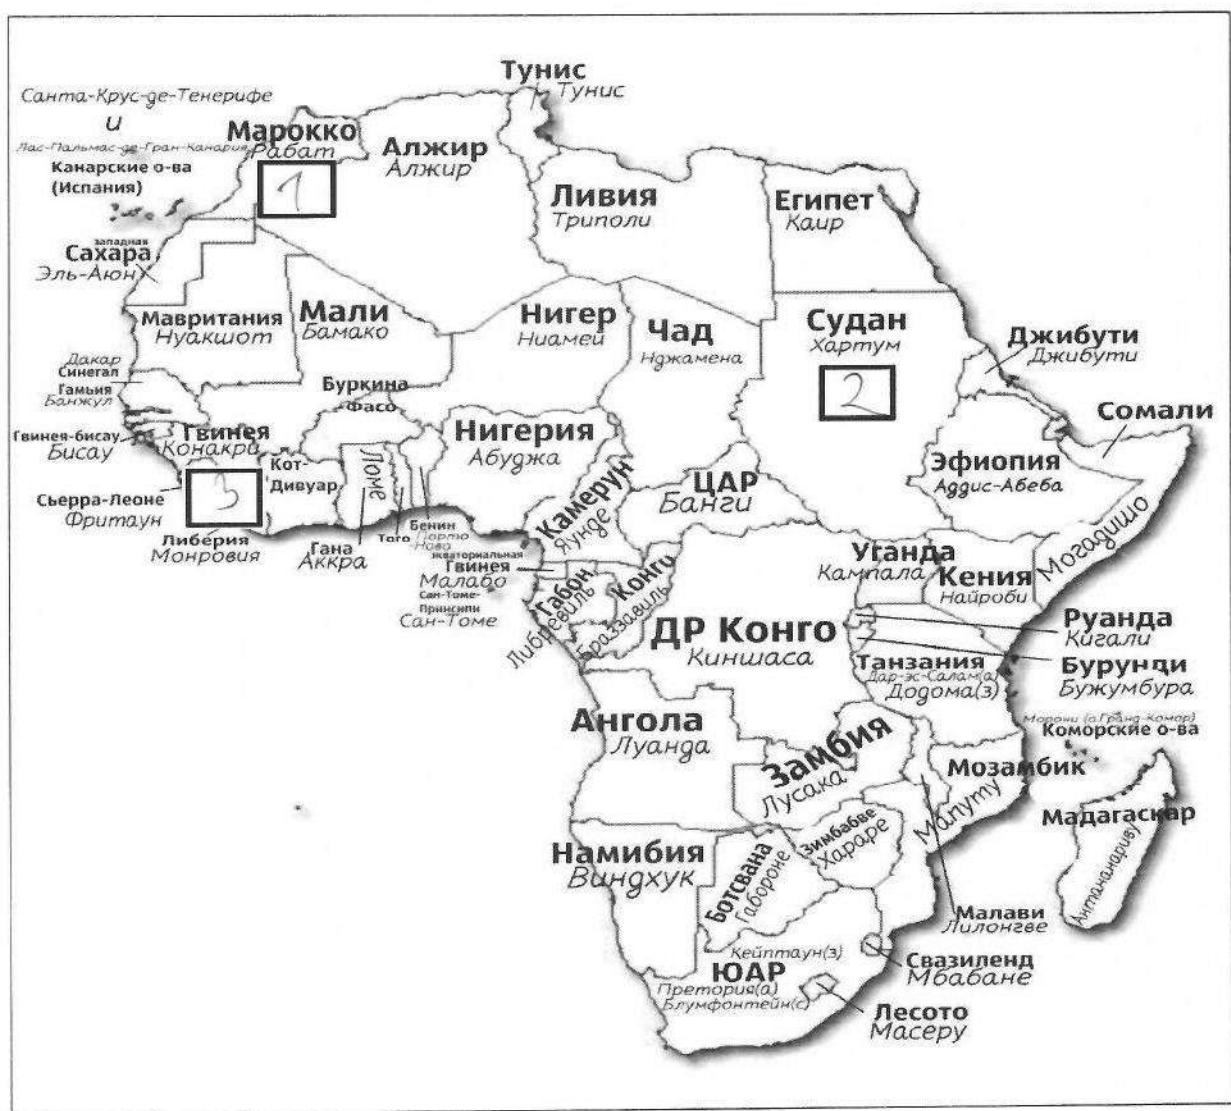 Тунис
Тунис
Санта-Крус-де-Тенерифе
и
Лас-Пальмас-де-Гран-Канария
Канарские о-ва
(Испания)
Марокко
Рабат
1
Алжир
Алжир
Ливия
Триполи
Египет
Каир
западная
Сахара
Эль-Аюн
Мавритания
Нуакшот
Мали
Бамако
Нигер
Ниамей
Чад
Нджамена
Судан
Хартум
2
Джибути
Джибути
Сомали
Могадишо
Дакар
Синегал
Гамьия
Банжул
Гвинея-бисау
Бисау
Гвинея
Конакри
3
Буркина
Фасо
Кот-
Дивуар
Ломе
Нигерия
Абуджа
Камерун
Яунде
ЦАР
Банги
Эфиопия
Аддис-Абеба
Сьерра-Леоне
Фритаун
Либерия
Монровия
Гана
Аккра
Того
Бенин
Порто
-Ново
экваториальная
Гвинея
Малабо
Сан-Томе-
Принсипи
Сан-Томе
Габон
Либревиль
Конго
Браззавиль
ДР Конго
Киншаса
Уганда
Кампала
Кения
Найроби
Руанда
Кигали
Бурунди
Бужумбура
Танзания
Дар-эс-Салам(а)
Додома(з)
Морони (о.Гранд-Комор)
Коморские о-ва
Ангола
Луанда
Замбия
Лусака
Мозамбик
Мапуту
Мадагаскар
Антананариву
Намибия
Виндхук
Ботсвана
Габороне
Зимбабве
Хараре
Малави
Лилонгве
Кейптаун(з)
ЮАР
Претория(а)
Блумфонтейн(с)
Свазиленд
Мбабане
Лесото
Масеру